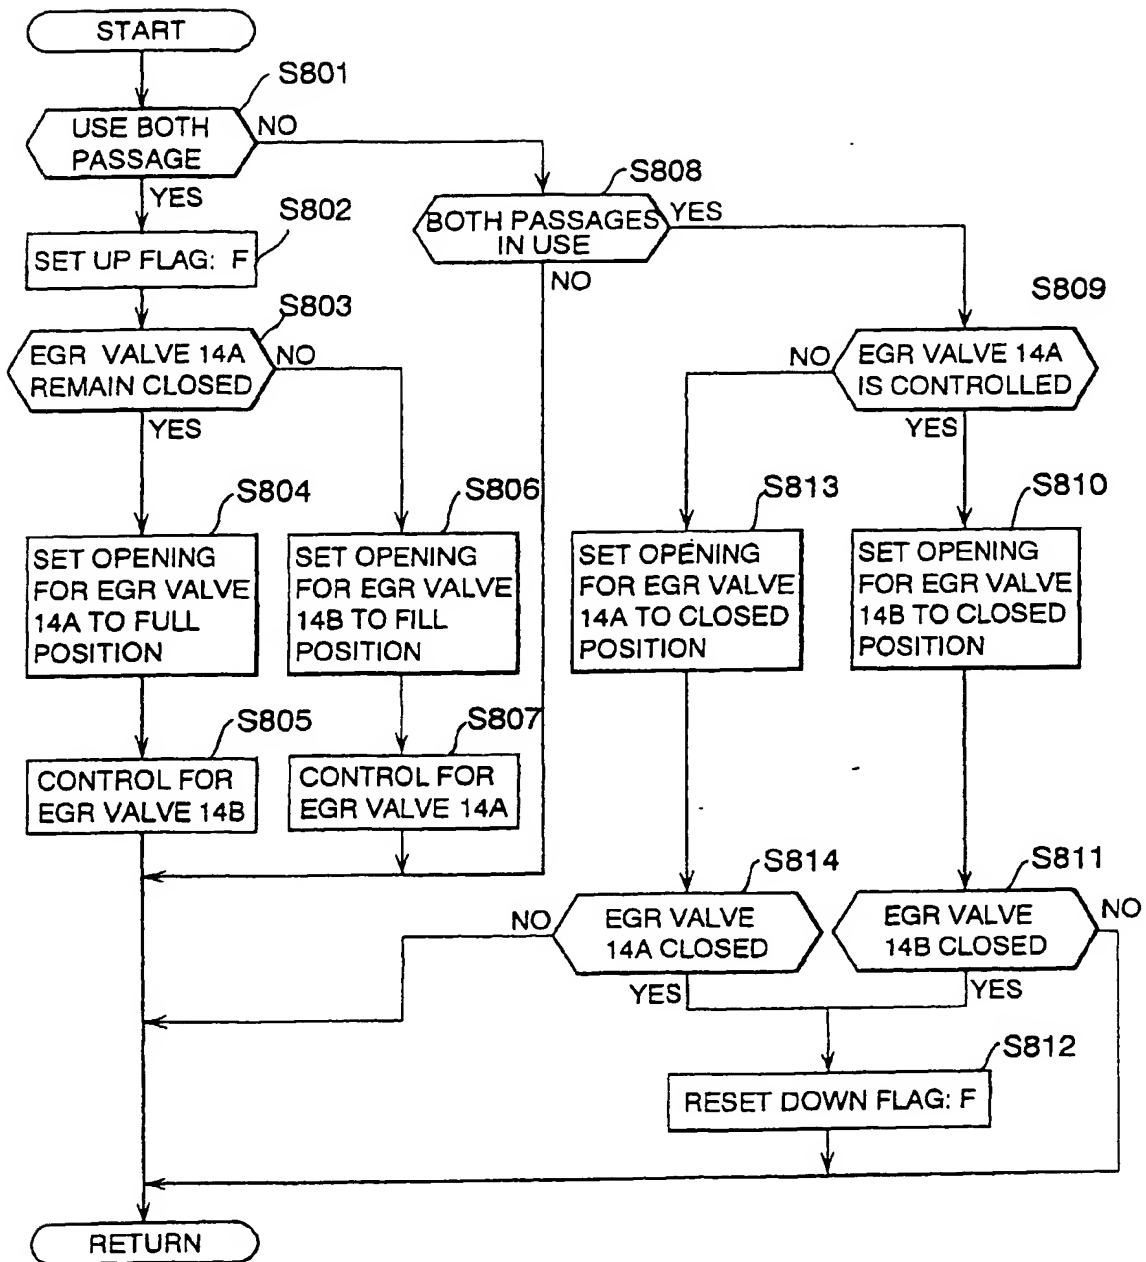 START
S801
USE BOTH
PASSAGE
NO
YES
S808
BOTH PASSAGES
IN USE
YES
NO
S802
SET UP FLAG: F
S803
EGR VALVE 14A
REMAIN CLOSED
NO
YES
S809
EGR VALVE 14A
IS CONTROLLED
NO
YES
S804
SET OPENING
FOR EGR VALVE
14A TO FULL
POSITION
S806
SET OPENING
FOR EGR VALVE
14B TO FILL
POSITION
S813
SET OPENING
FOR EGR VALVE
14A TO CLOSED
POSITION
S810
SET OPENING
FOR EGR VALVE
14B TO CLOSED
POSITION
S805
CONTROL FOR
EGR VALVE 14B
S807
CONTROL FOR
EGR VALVE 14A
S814
EGR VALVE
14A CLOSED
NO
YES
S811
EGR VALVE
14B CLOSED
NO
YES
S812
RESET DOWN FLAG: F
RETURN